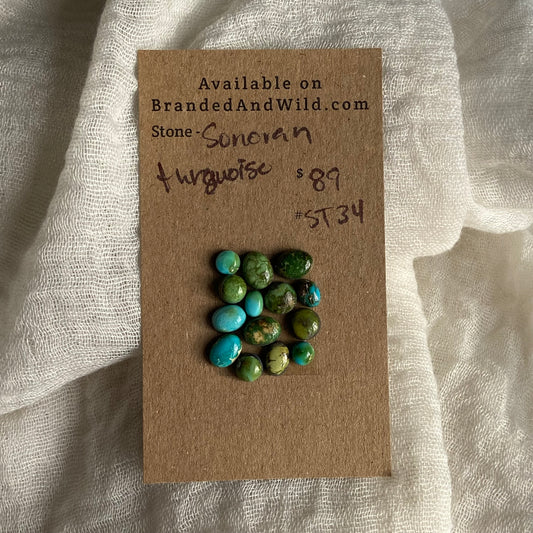 Available on
BrandedAndWild.com
Stone - Sonoran
turquoise $89
#ST34